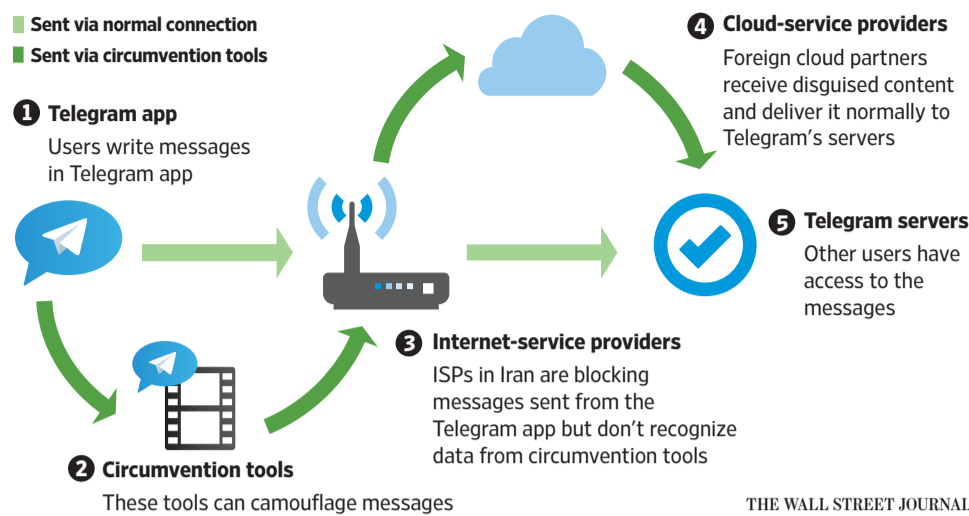 Sent via normal connection
Sent via circumvention tools
1 Telegram app
Users write messages
in Telegram app
2 Circumvention tools
These tools can camouflage messages
3 Internet-service providers
ISPs in Iran are blocking
messages sent from the
Telegram app but don’t recognize
data from circumvention tools
4 Cloud-service providers
Foreign cloud partners
receive disguised content
and deliver it normally to
Telegram’s servers
5 Telegram servers
Other users have
access to the
messages
THE WALL STREET JOURNAL